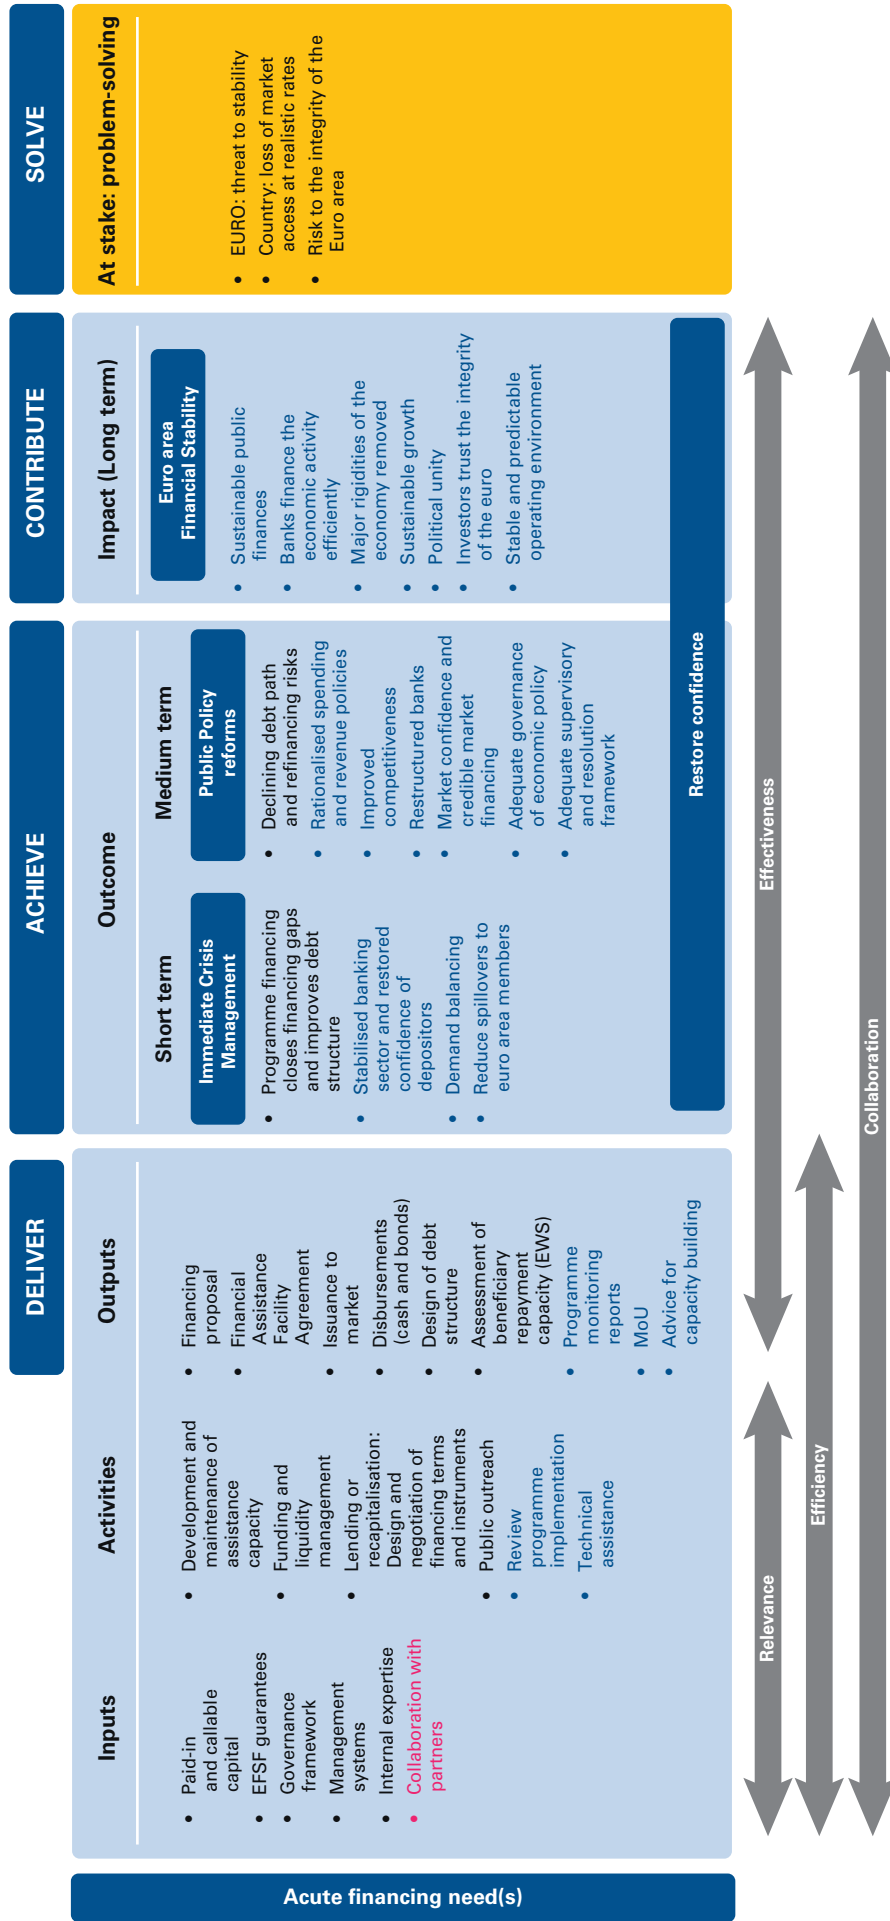 Acute financing need(s)
DELIVER
Inputs
• Paid-in
and callable
capital
• EFSF guarantees
• Governance
framework
• Management
systems
• Internal expertise
• Collaboration with
partners
Activities
• Development and
maintenance of
assistance
capacity
• Funding and
liquidity
management
• Lending or
recapitalisation:
Design and
negotiation of
financing terms
and instruments
• Public outreach
• Review
programme
implementation
• Technical
assistance
Outputs
• Financing
proposal
• Financial
Assistance
Facility
Agreement
• Issuance to
market
• Disbursements
(cash and bonds)
• Design of debt
structure
• Assessment of
beneficiary
repayment
capacity (EWS)
• Programme
monitoring
reports
• MoU
• Advice for
capacity building
ACHIEVE
Outcome
Short term
Immediate Crisis
Management
• Programme financing
closes financing gaps
and improves debt
structure
• Stabilised banking
sector and restored
confidence of
depositors
• Demand balancing
• Reduce spillovers to
euro area members
Medium term
Public Policy
reforms
• Declining debt path
and refinancing risks
• Rationalised spending
and revenue policies
• Improved
competitiveness
• Restructured banks
• Market confidence and
credible market
financing
• Adequate governance
of economic policy
• Adequate supervisory
and resolution
framework
CONTRIBUTE
Impact (Long term)
Euro area
Financial Stability
• Sustainable public
finances
• Banks finance the
economic activity
efficiently
• Major rigidities of the
economy removed
• Sustainable growth
• Political unity
• Investors trust the integrity
of the euro
• Stable and predictable
operating environment
Restore confidence
SOLVE
At stake: problem-solving
• EURO: threat to stability
• Country: loss of market
access at realistic rates
• Risk to the integrity of the
Euro area
Relevance
Effectiveness
Efficiency
Collaboration